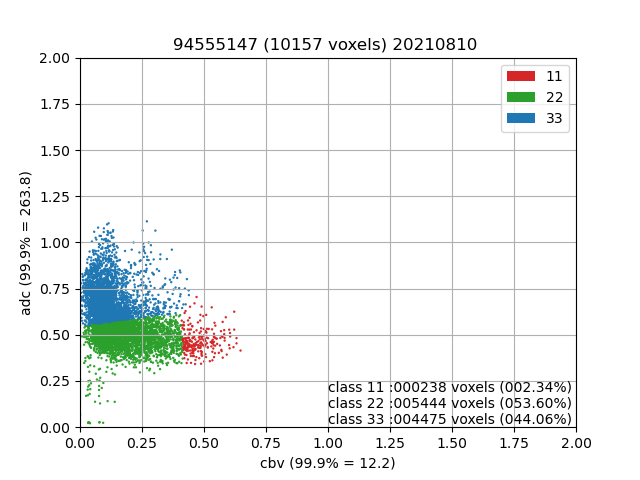 94555147 (10157 voxels) 20210810
2.00
1.75
1.50
1.25
1.00
0.75
0.50
0.25
0.00
adc (99.9% = 263.8)
11
22
33
class 11 :000238 voxels (002.34%)
class 22 :005444 voxels (053.60%)
class 33 :004475 voxels (044.06%)
0.00 0.25 0.50 0.75 1.00 1.25 1.50 1.75 2.00
cbv (99.9% = 12.2)